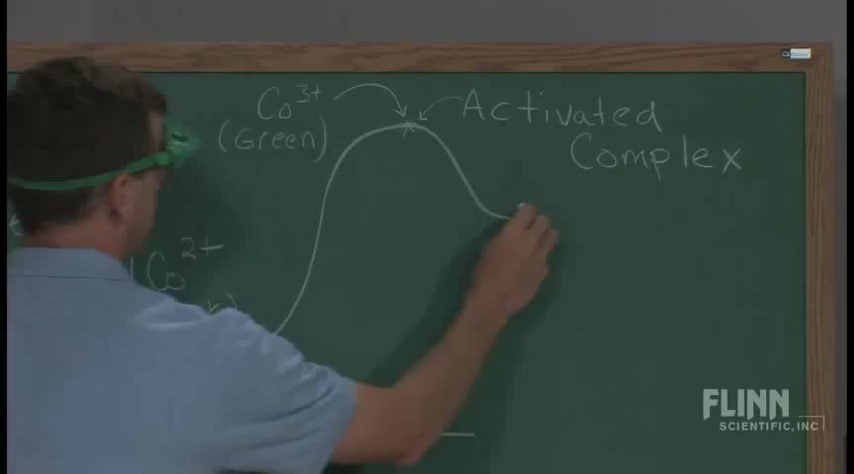 Co3+
(Green)
Activated
Complex
Co2+
FLINN
SCIENTIFIC, INC